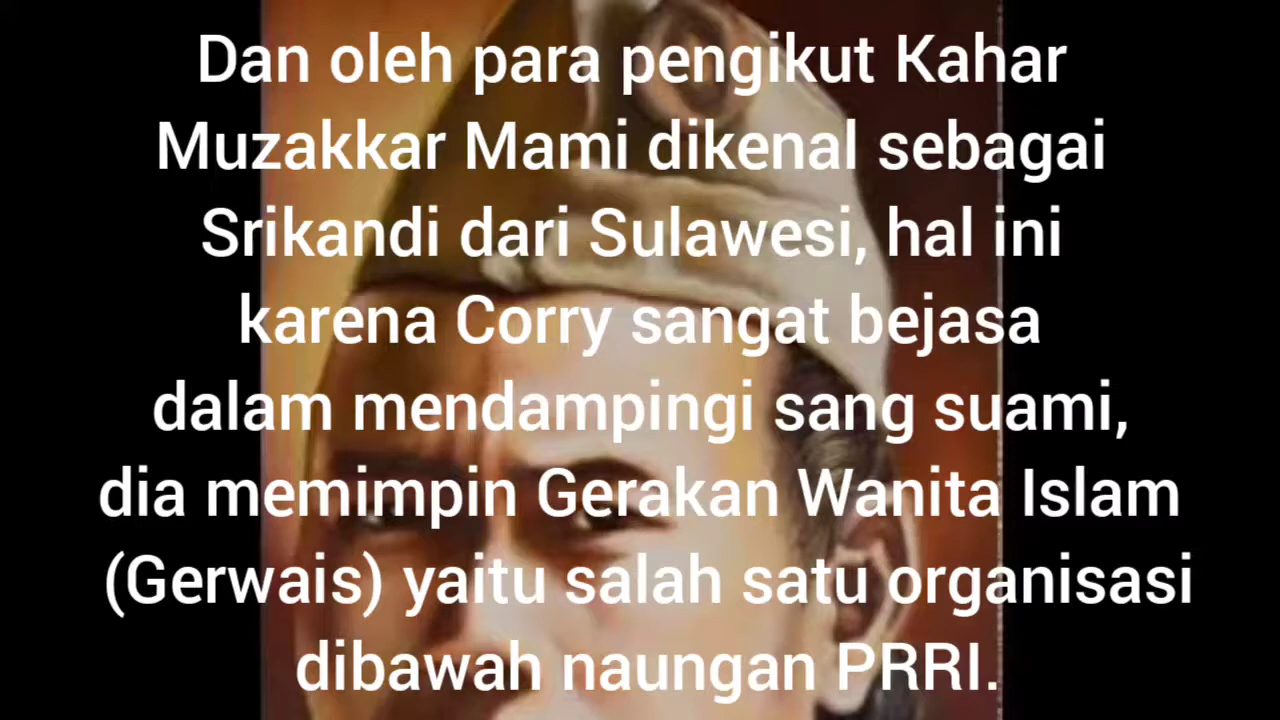 Dan oleh para pengikut Kahar
Muzakkar Mami dikenal sebagai
Srikandi dari Sulawesi, hal ini
karena Corry sangat bejasa
dalam mendampingi sang suami,
dia memimpin Gerakan Wanita Islam
(Gerwais) yaitu salah satu organisasi
dibawah naungan PRRI.